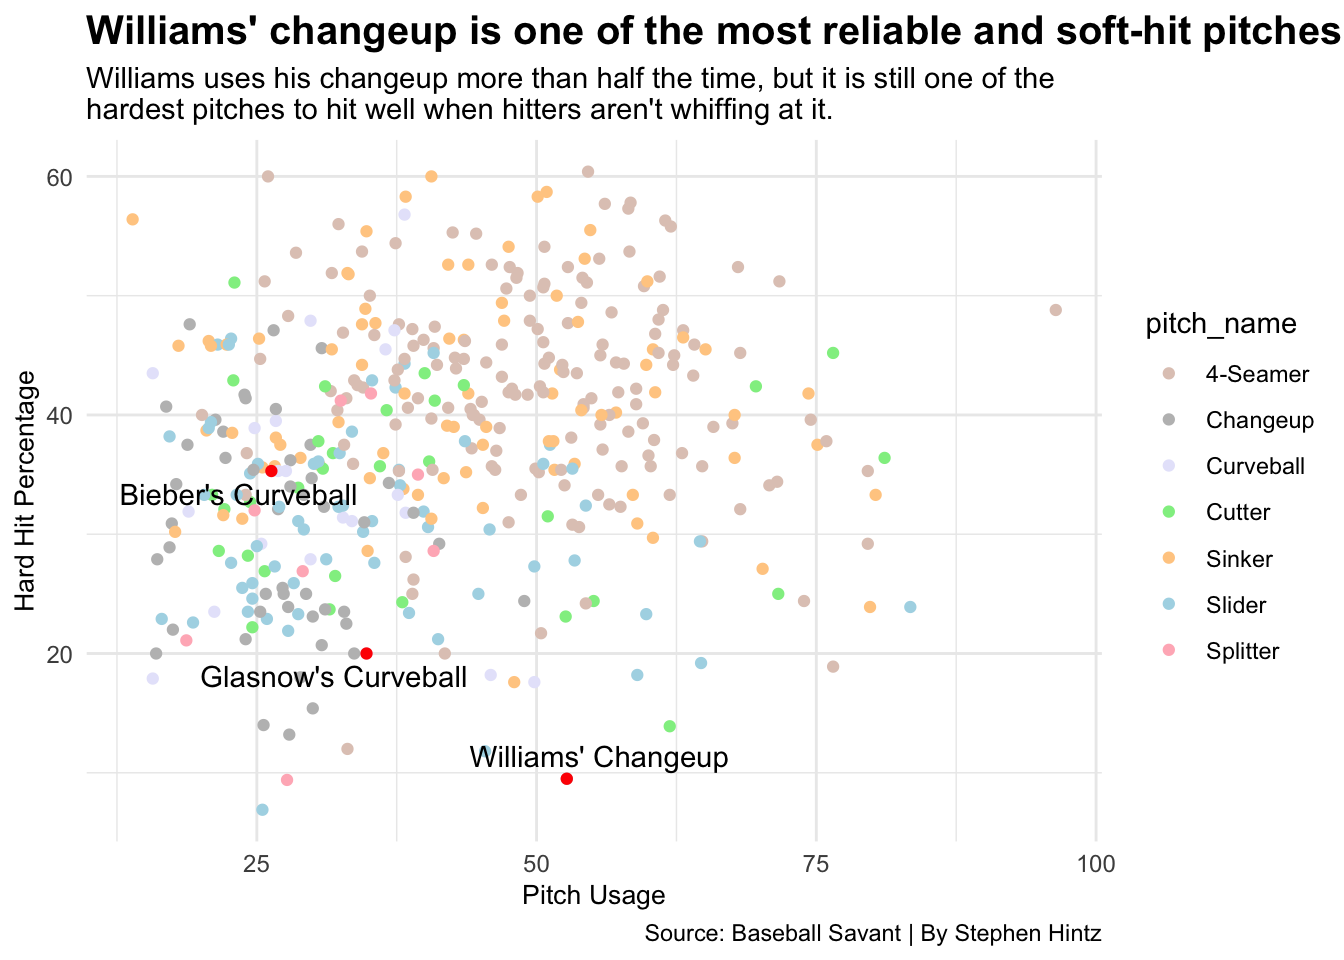 Williams' changeup is one of the most reliable and soft-hit pitches
Williams uses his changeup more than half the time, but it is still one of the
hardest pitches to hit well when hitters aren't whiffing at it.
60
40
20
Hard Hit Percentage
Bieber's Curveball
Glasnow's Curveball
Williams' Changeup
25
50
75
100
Pitch Usage
pitch_name
4-Seamer
Changeup
Curveball
Cutter
Sinker
Slider
Splitter
Source: Baseball Savant | By Stephen Hintz